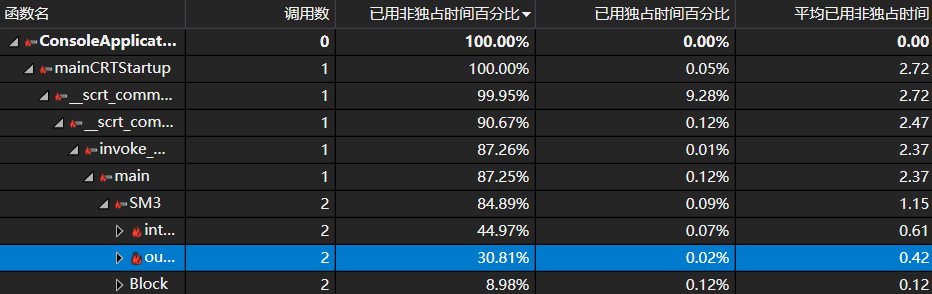 函数名 调用数 已用非独占时间百分比 已用独占时间百分比 平均已用非独占时间
ConsoleApplicat... 0 100.00% 0.00% 0.00
mainCRTStartup 1 100.00% 0.05% 2.72
__scrt_comm... 1 99.95% 9.28% 2.72
__scrt_com... 1 90.67% 0.12% 2.47
invoke_... 1 87.26% 0.01% 2.37
main 1 87.25% 0.12% 2.37
SM3 2 84.89% 0.09% 1.15
int... 2 44.97% 0.07% 0.61
ou... 2 30.81% 0.02% 0.42
Block 2 8.98% 0.12% 0.12